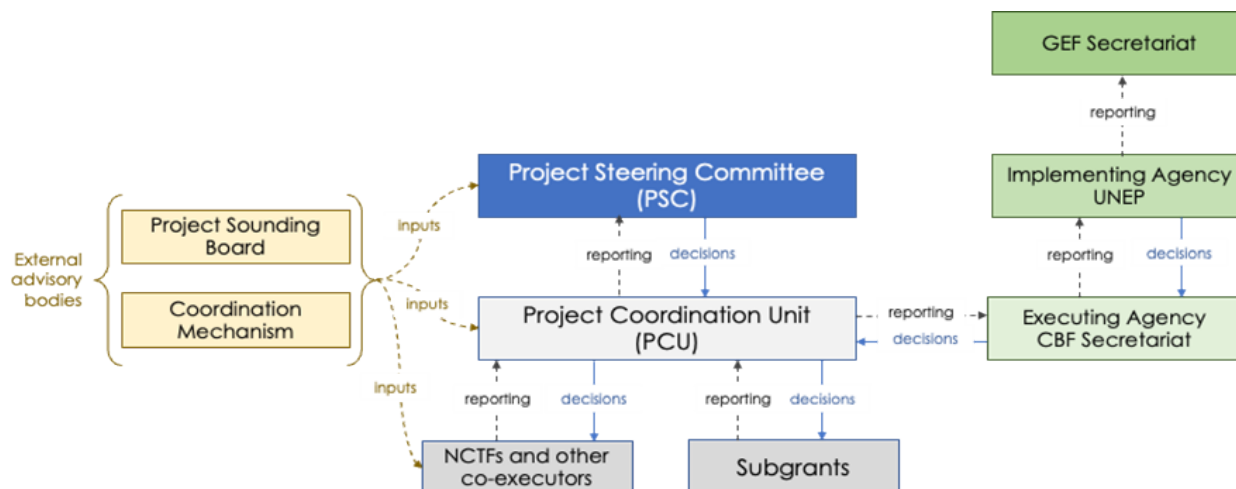 GEF Secretariat
reporting
Project Steering Committee
(PSC)
Implementing Agency
UNEP
inputs
Project Sounding
Board
External
advisory
bodies
reporting
decisions
reporting
decisions
Coordination
Mechanism
inputs
Project Coordination Unit
(PCU)
reporting
decisions
Executing Agency
CBF Secretariat
inputs
reporting
decisions
reporting
decisions
NCTFs and other
co-executors
Subgrants